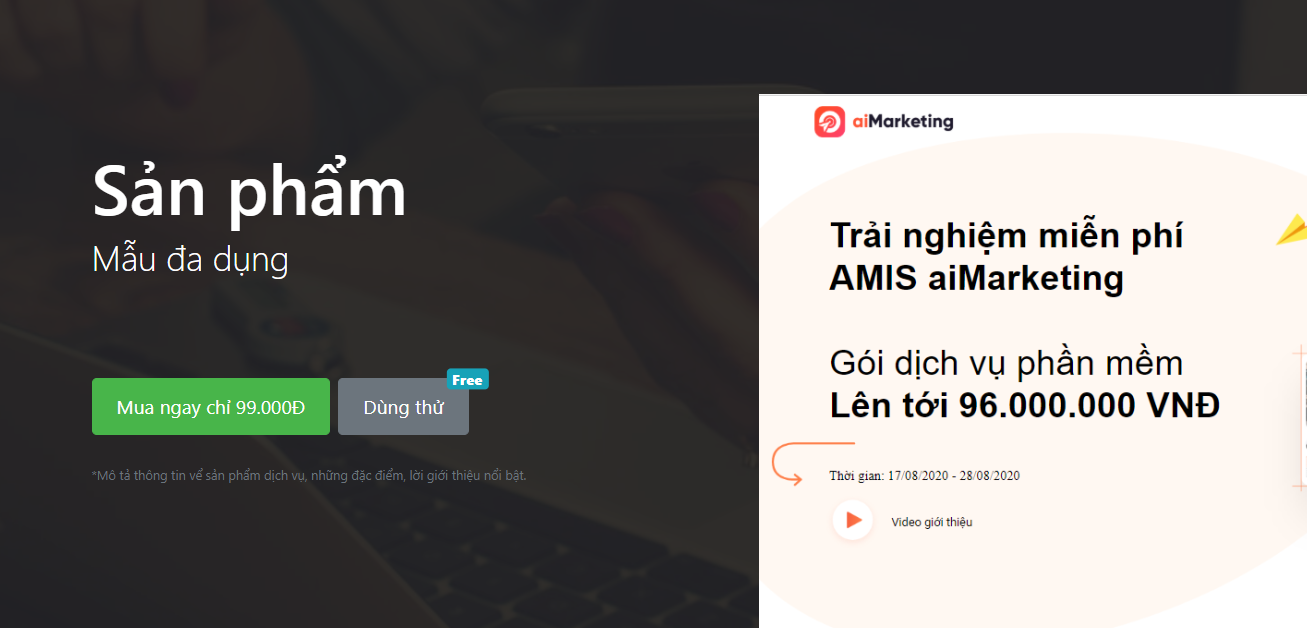 Sản phẩm
Mẫu đa dụng
Mua ngay chỉ 99.000Đ
Dùng thử
Free
*Mó tả thông tin về sản phẩm dịch vụ, những đặc điểm, lời giới thiệu nổi bật.
aiMarketing
Trải nghiệm miễn phí
AMIS aiMarketing
Gói dịch vụ phần mềm
Lên tới 96.000.000 VNĐ
Thời gian: 17/08/2020 - 28/08/2020
Video giới thiệu